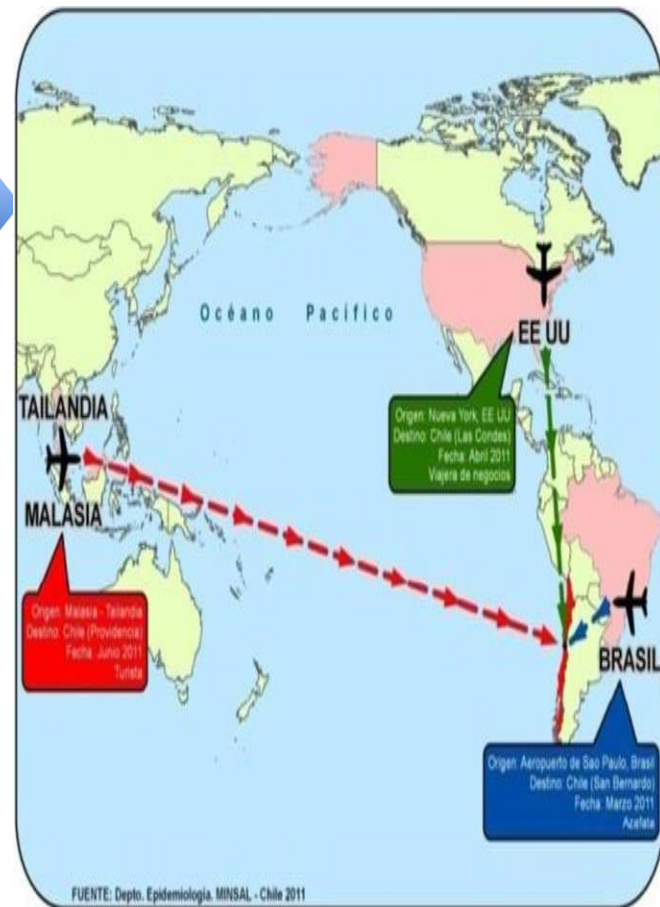 Océano Pacífico
EE UU
Origen: Nueva York, EE UU
Destino: Chile (Las Condes)
Fecha: Abril 2011
Viajera de negocios
TAILANDIA
MALASIA
Origen: Malasia - Tailandia
Destino: Chile (Providencia)
Fecha: Junio 2011
Turista
BRASIL
Origen: Aeropuerto de Sao Paulo, Brasil
Destino: Chile (San Bernardo)
Fecha: Marzo 2011
Azafata
FUENTE: Depto. Epidemiologia. MINSAL - Chile 2011